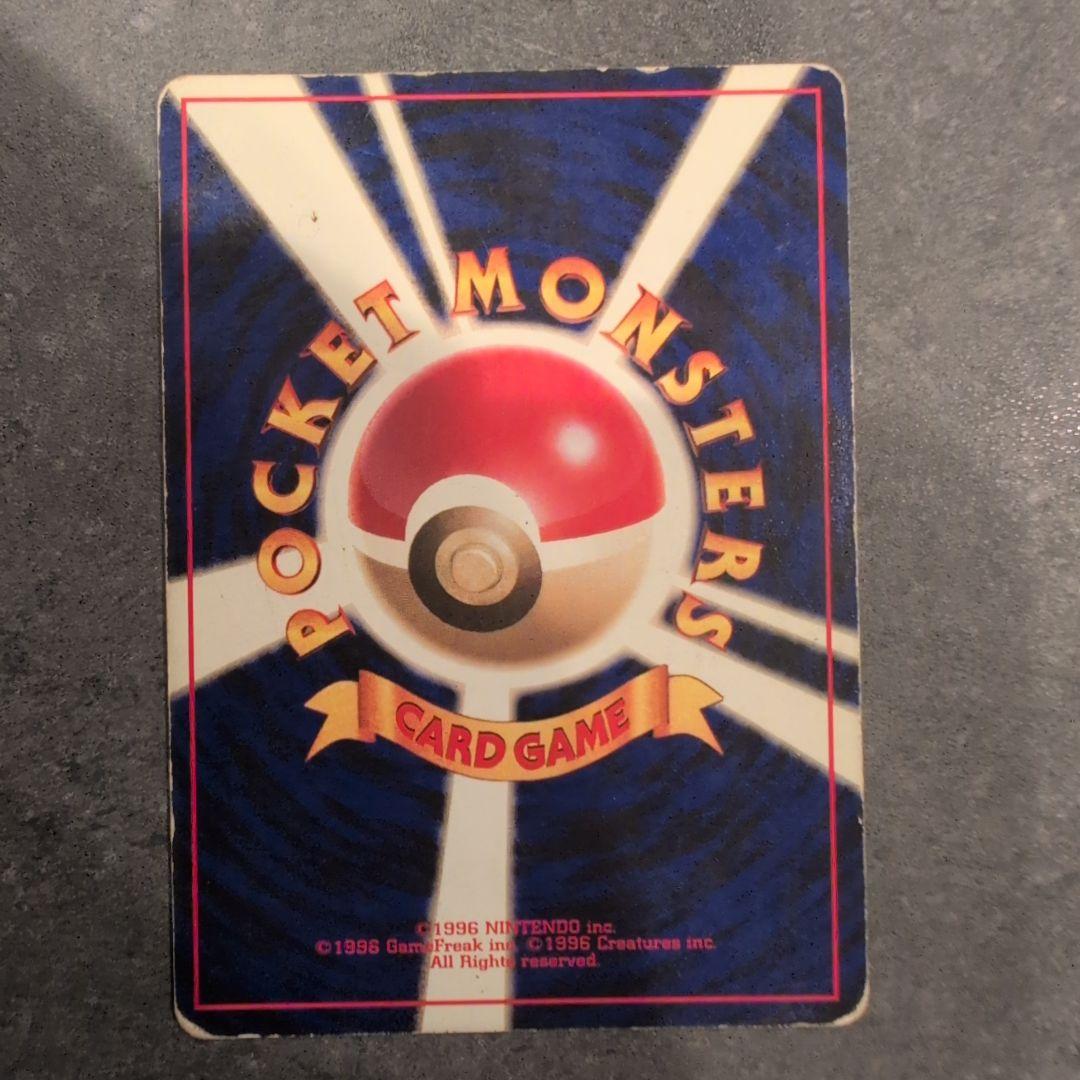 POCKET MONSTERS
CARD GAME
©1996 NINTENDO inc.
©1996 GameFreak inc. ©1996 Creatures inc.
All Rights reserved.